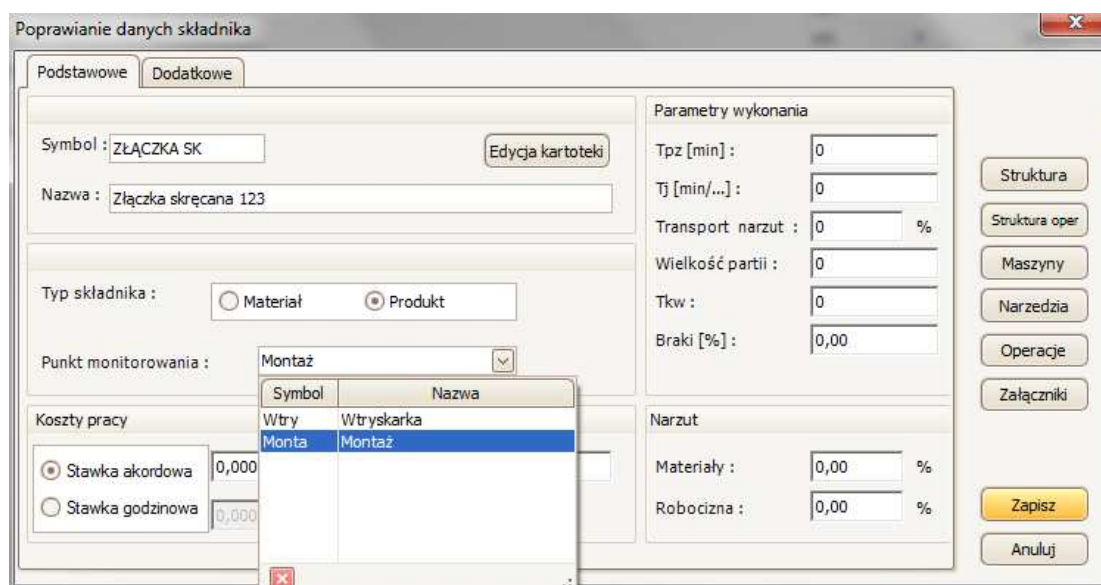 Poprawianie danych składnika
Podstawowe Dodatkowe
Symbol : ZŁĄCZKA SK Edycja kartoteki
Nazwa : Złączka skręcana 123
Typ składnika : Materiał Produkt
Punkt monitorowania : Montaż
Symbol Nazwa
Wtry Wtryskarka
Monta Montaż
Koszty pracy
Stawka akordowa 0,000
Stawka godzinowa 0,000
Parametry wykonania
Tpz [min] : 0
Tj [min/...] : 0
Transport narzut : 0 %
Wielkość partii : 0
Tkw : 0
Braki [%] : 0,00
Narzut
Materiały : 0,00 %
Robocizna : 0,00 %
Struktura
Struktura oper
Maszyny
Narzedzia
Operacje
Załączniki
Zapisz
Anuluj